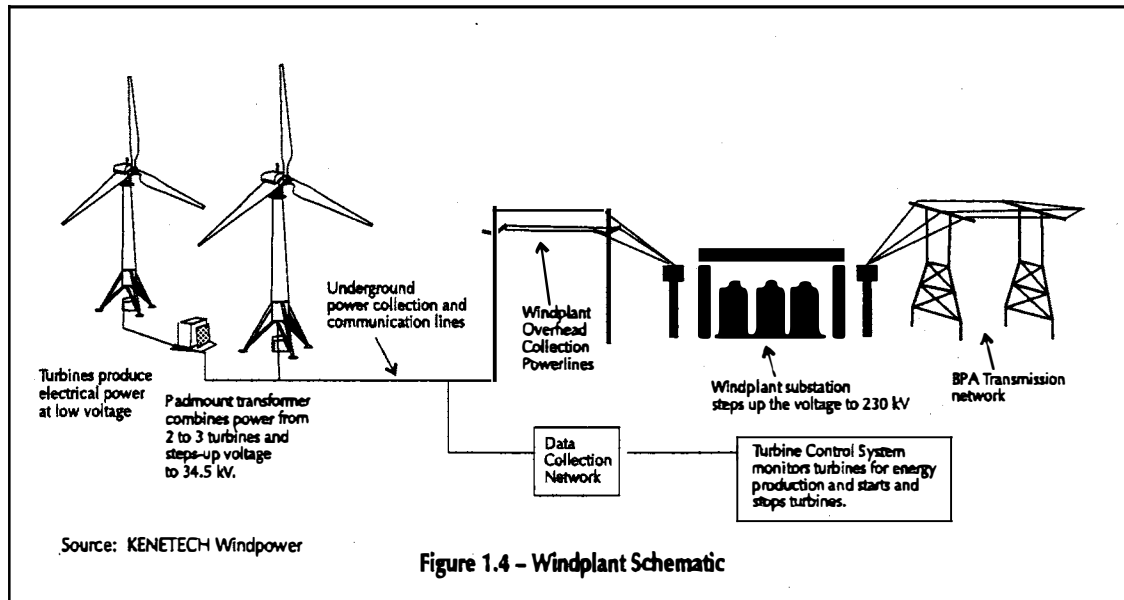 Underground
power collection and
communication lines
Windplant
Overhead
Collection
Powerlines
Turbines produce
electrical power
at low voltage
Padmount transformer
combines power from
2 to 3 turbines and
steps-up voltage
to 34.5 kV.
Windplant substation
steps up the voltage to 230 kV
BPA Transmission
network
Data
Collection
Network
Turbine Control System
monitors turbines for energy
production and starts and
stops turbines.
Source: KENETECH Windpower
Figure 1.4 – Windplant Schematic